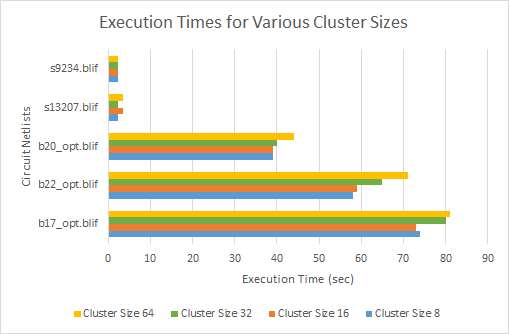 Execution Times for Various Cluster Sizes
Circuit Netlists
s9234.blif
s13207.blif
b20_opt.blif
b22_opt.blif
b17_opt.blif
0 10 20 30 40 50 60 70 80 90
Execution Time (sec)
Cluster Size 64 Cluster Size 32 Cluster Size 16 Cluster Size 8